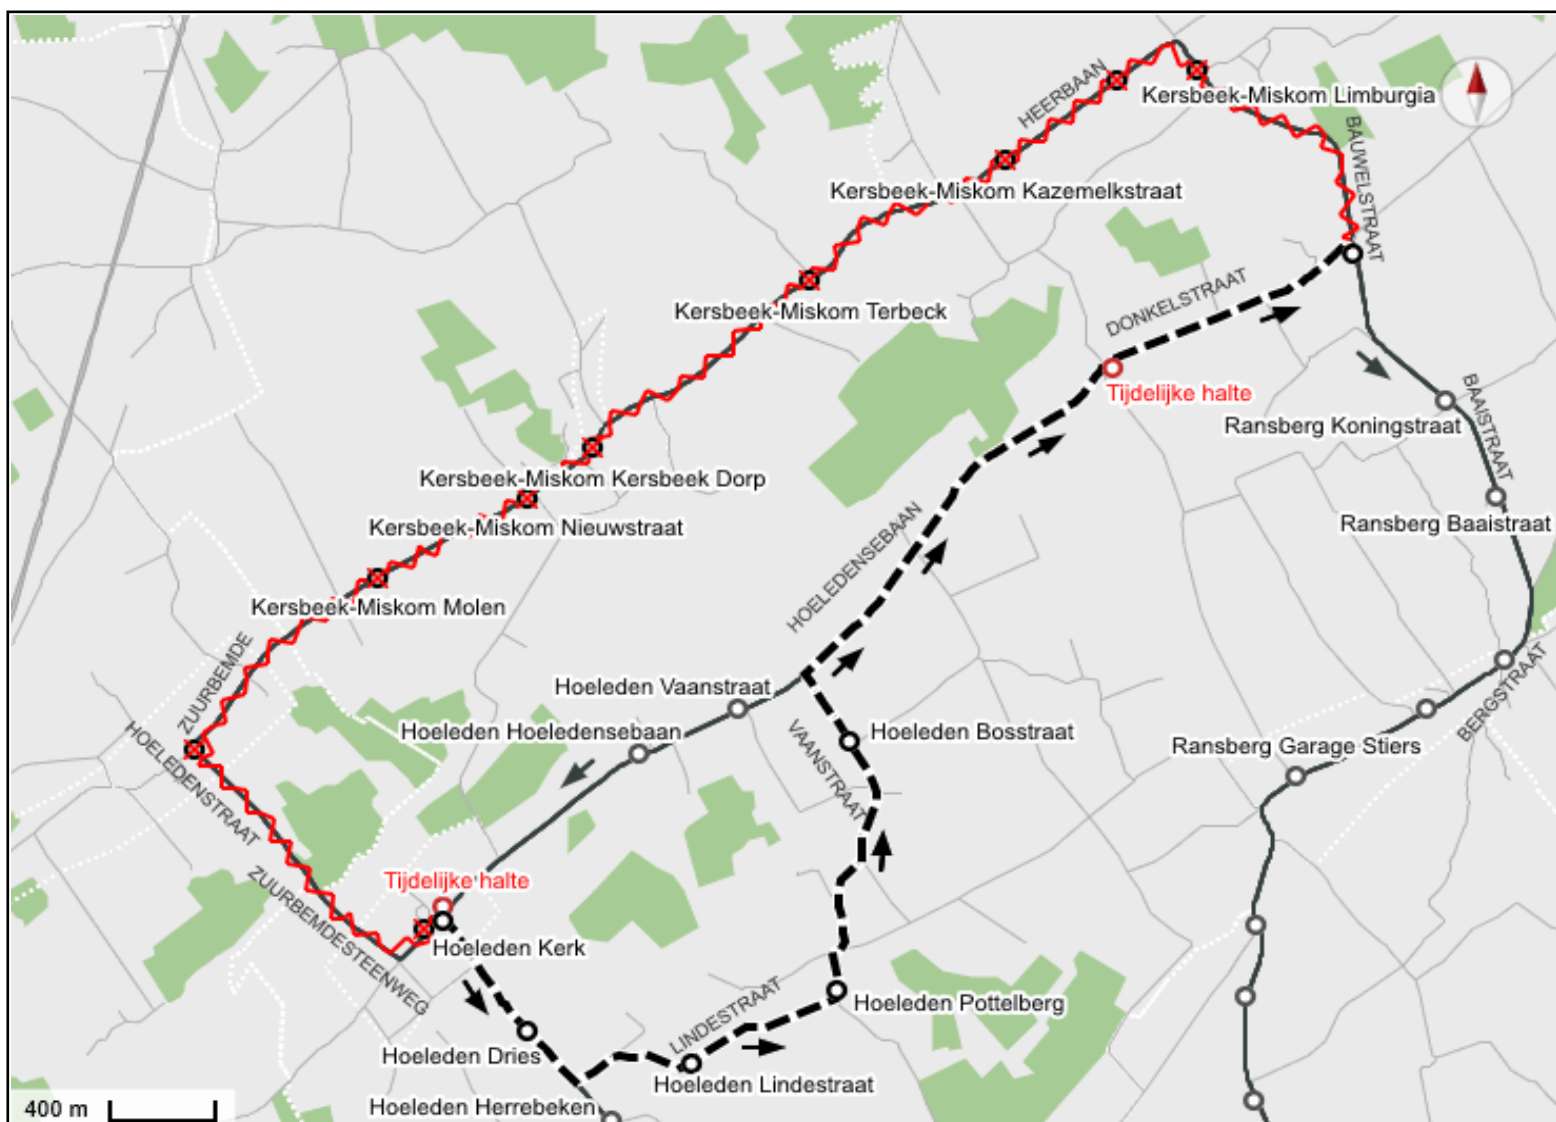 HEERBAAN
Kersbeek-Miskom Limburgia
BAUWELSTRAAT
Kersbeek-Miskom Kazemelkstraat
DONKELSTRAAT
Kersbeek-Miskom Terbeck
Tijdelijke halte
BAAISTRAAT
Ransberg Koningstraat
Kersbeek-Miskom Kersbeek Dorp
Kersbeek-Miskom Nieuwstraat
Ransberg Baaistraat
HOELEDENSEBAAN
Kersbeek-Miskom Molen
ZUURBEMDE
BERGSTRAAT
Hoeleden Vaanstraat
HOELEDENSTRAAT
Hoeleden Hoeledensebaan
VAANSTRAAT
Hoeleden Bosstraat
Ransberg Garage Stiers
Tijdelijke halte
ZUURBEMDESTEENWEG
Hoeleden Kerk
LINDESTRAAT
Hoeleden Pottelberg
Hoeleden Dries
Hoeleden Lindestraat
Hoeleden Herrebeken
400 m